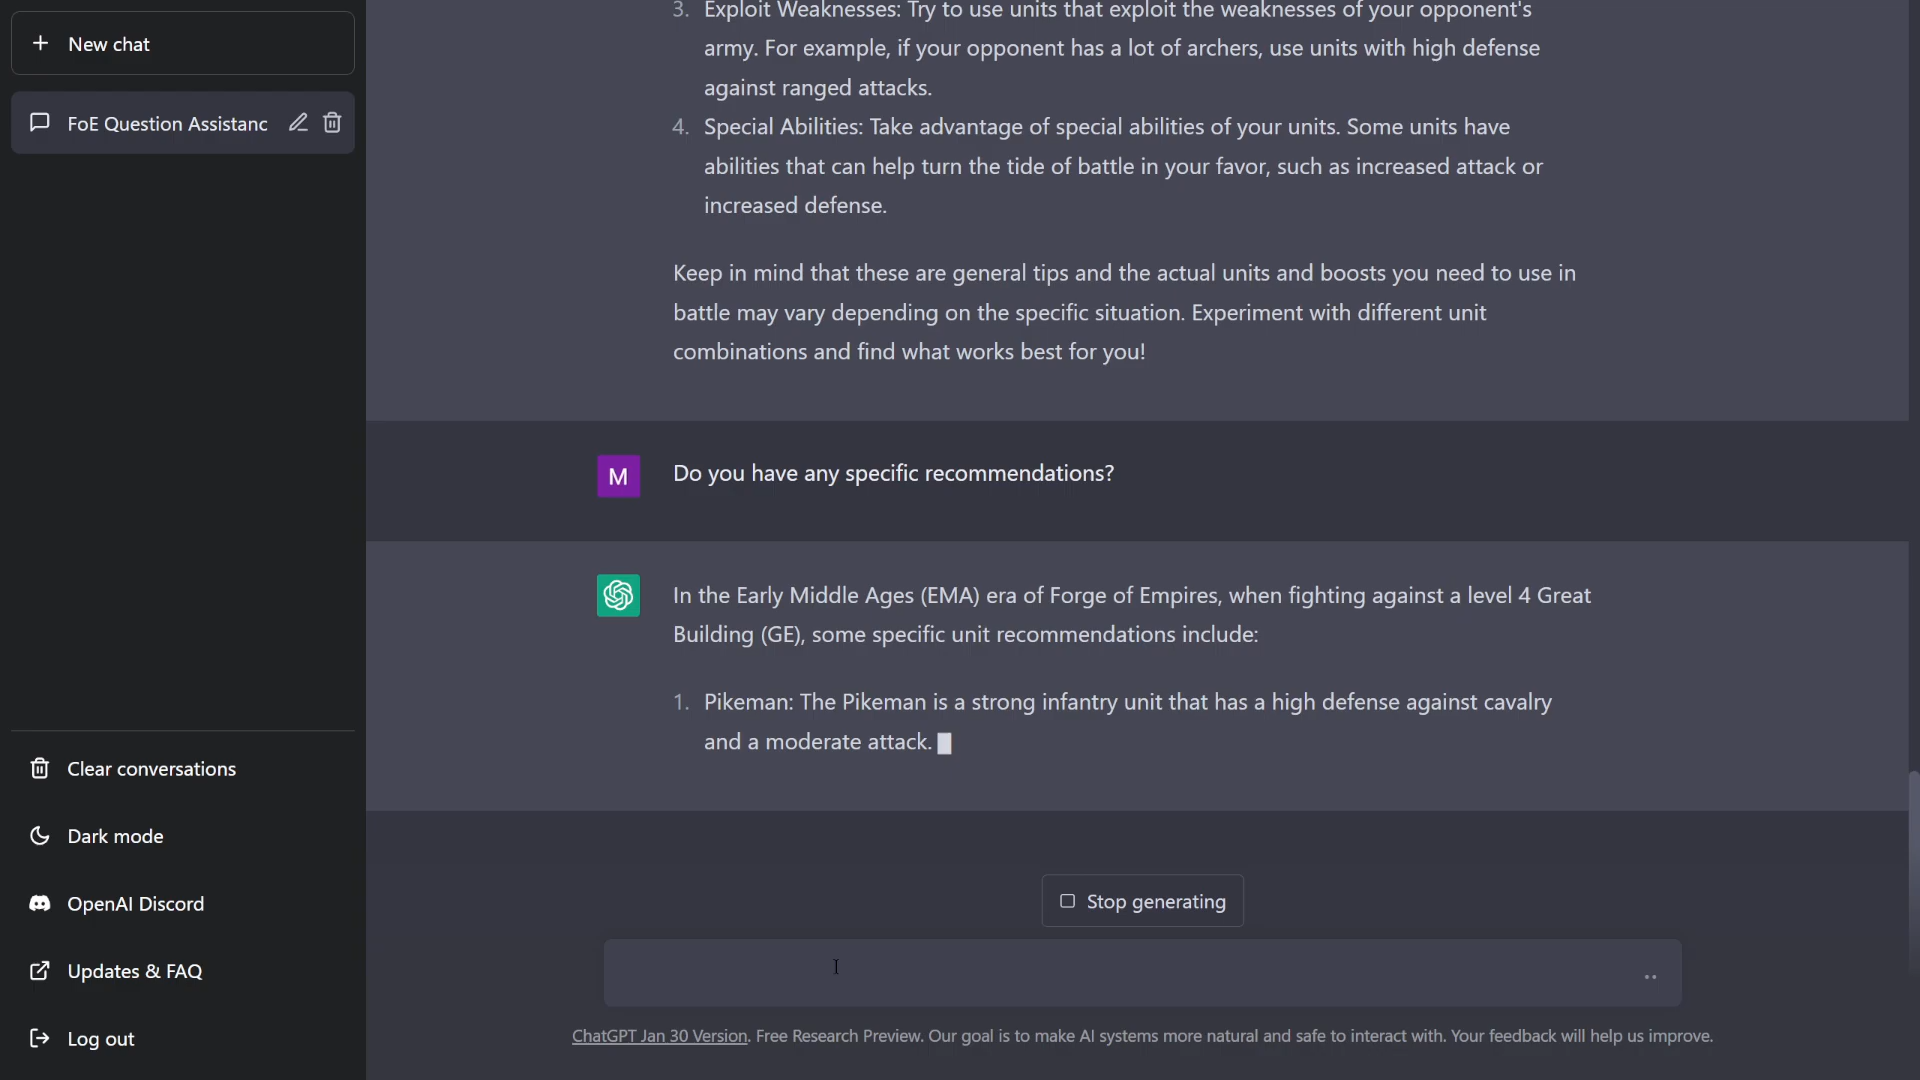 New chat
FoE Question Assistanc
Clear conversations
Dark mode
OpenAI Discord
Updates & FAQ
Log out
3. Exploit Weaknesses: Try to use units that exploit the weaknesses of your opponent's
army. For example, if your opponent has a lot of archers, use units with high defense
against ranged attacks.
4. Special Abilities: Take advantage of special abilities of your units. Some units have
abilities that can help turn the tide of battle in your favor, such as increased attack or
increased defense.
Keep in mind that these are general tips and the actual units and boosts you need to use in
battle may vary depending on the specific situation. Experiment with different unit
combinations and find what works best for you!
M
Do you have any specific recommendations?
In the Early Middle Ages (EMA) era of Forge of Empires, when fighting against a level 4 Great
Building (GE), some specific unit recommendations include:
1. Pikeman: The Pikeman is a strong infantry unit that has a high defense against cavalry
and a moderate attack.
Stop generating
ChatGPT Jan 30 Version. Free Research Preview. Our goal is to make AI systems more natural and safe to interact with. Your feedback will help us improve.